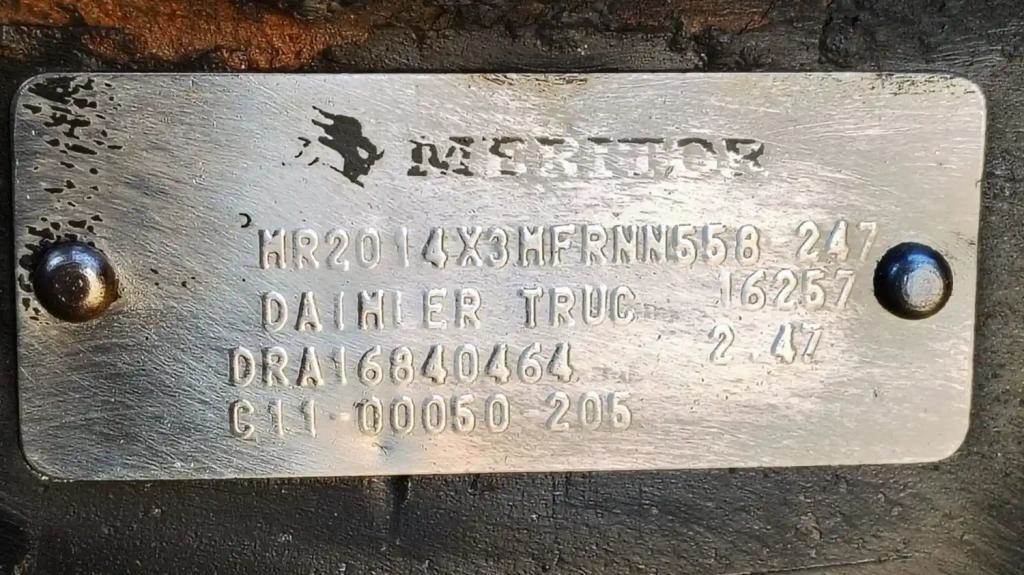 MERITOR
MR2014X3MFRNN558 247
DAIMLER TRUC 16257
DRA16840464 2.47
C11-00050 205